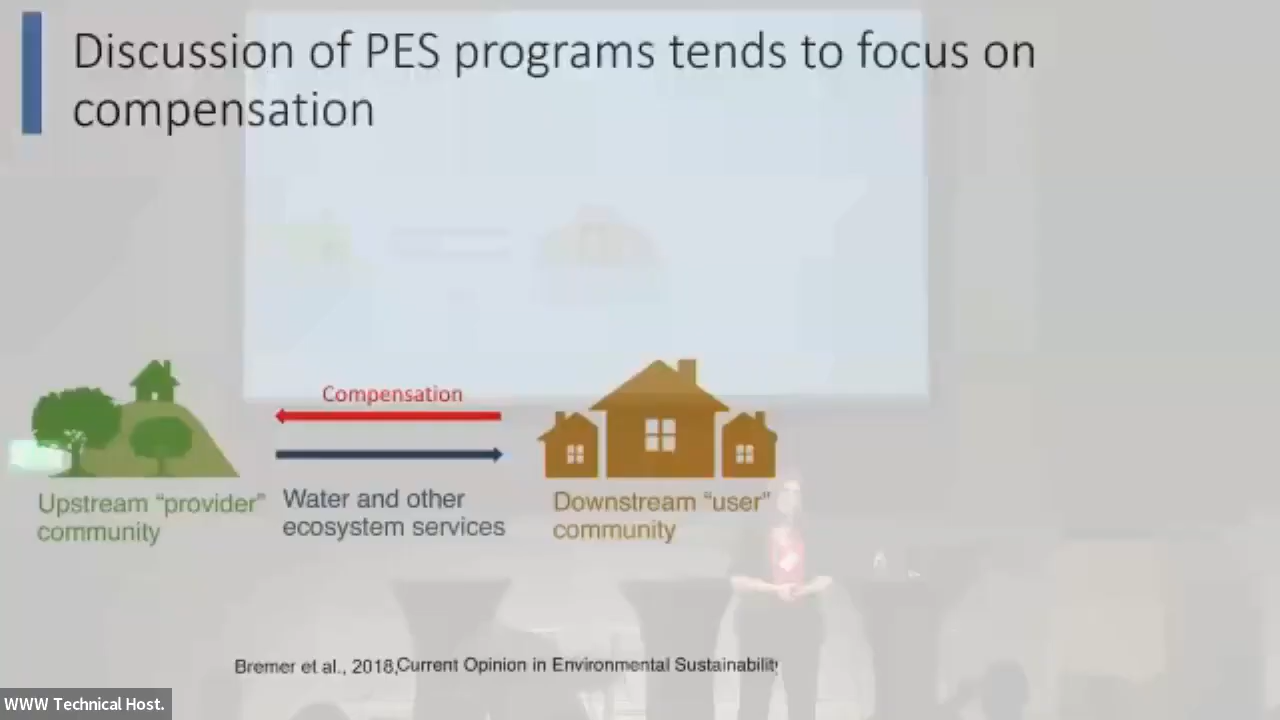 Discussion of PES programs tends to focus on
compensation
Compensation
Upstream “provider”
community
Water and other
ecosystem services
Downstream “user”
community
Bremer et al., 2018,Current Opinion in Environmental Sustainability
WWW Technical Host.